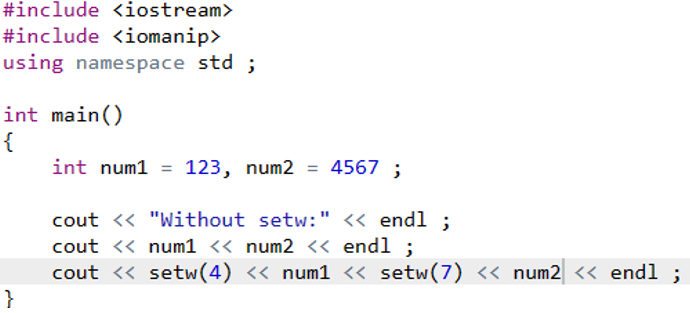 #include <iostream>
#include <iomanip>
using namespace std ;
int main()
{
int num1 = 123, num2 = 4567 ;
cout << "Without setw:" << endl ;
cout << num1 << num2 << endl ;
cout << setw(4) << num1 << setw(7) << num2 << endl ;
}